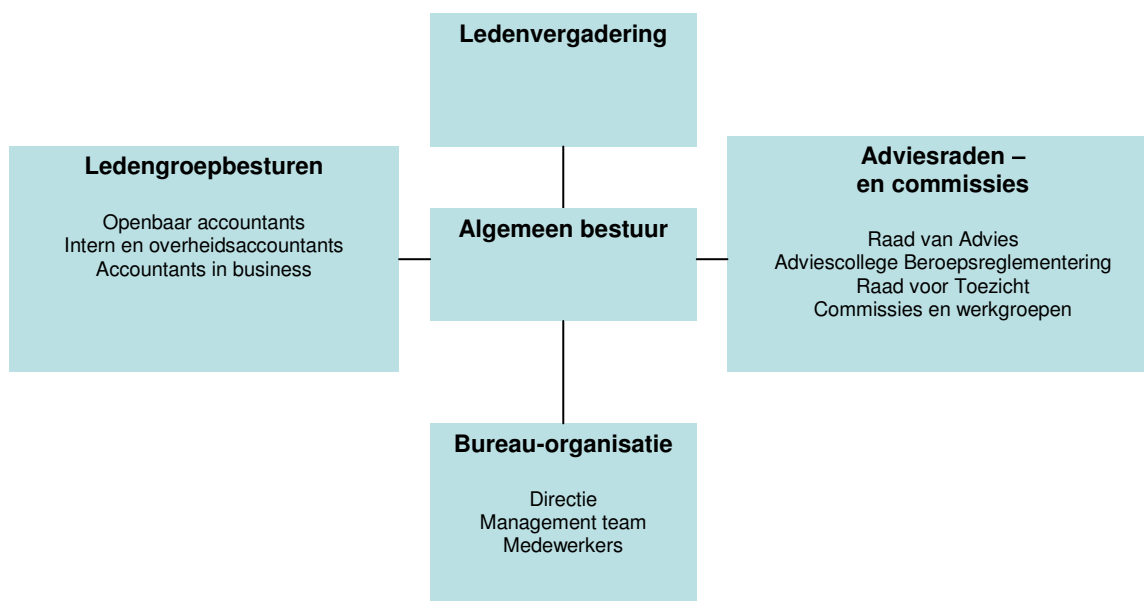 Ledenvergadering
Ledengroepbesturen
Openbaar accountants
Intern en overheidsaccountants
Accountants in business
Algemeen bestuur
Adviesraden –
en commissies
Raad van Advies
Adviescollege Beroepsreglementering
Raad voor Toezicht
Commissies en werkgroepen
Bureau-organisatie
Directie
Management team
Medewerkers